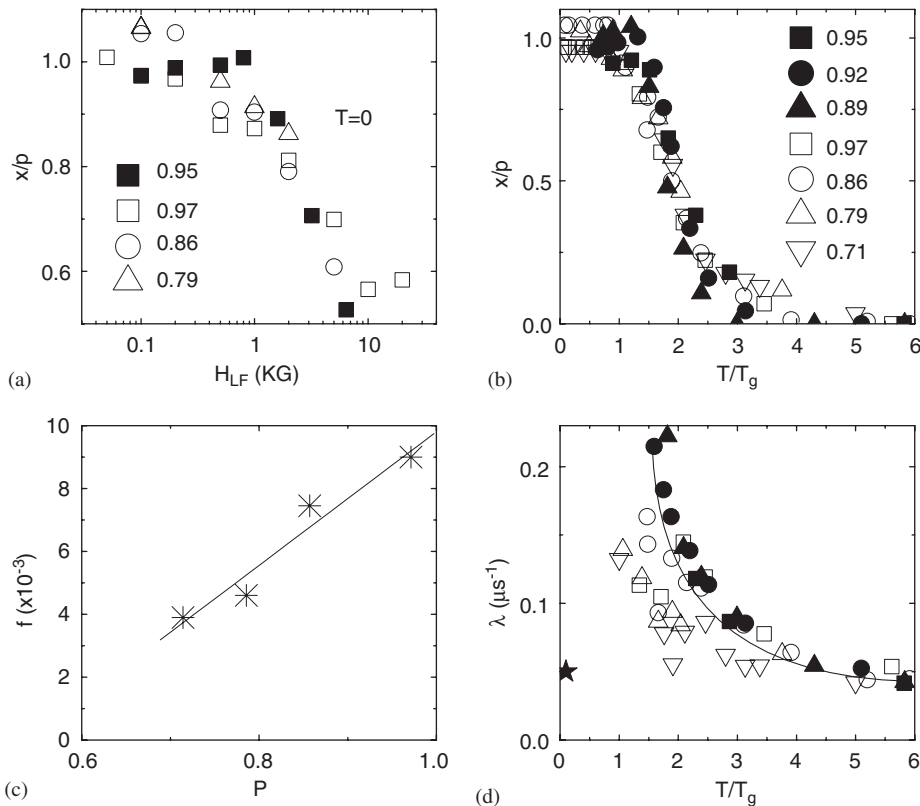 1.0
0.8
0.6
x/p
T=0
0.95
0.97
0.86
0.79
0.1
1
10
H_LF (KG)
(a)
1.0
0.5
0.0
x/p
0.95
0.92
0.89
0.97
0.86
0.79
0.71
0 1 2 3 4 5 6
T/T_g
(b)
10
8
6
4
2
0
f (x10⁻³)
0.6 0.8 1.0
P
(c)
0.2
0.1
0.0
λ (μs⁻¹)
0 1 2 3 4 5 6
T/T_g
(d)